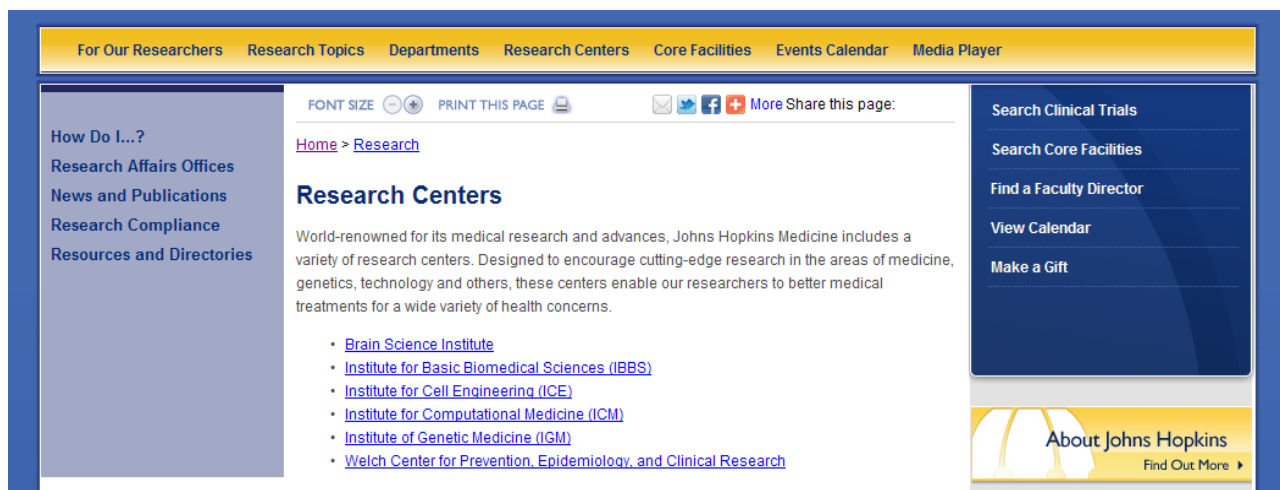 For Our Researchers Research Topics Departments Research Centers Core Facilities Events Calendar Media Player
How Do I...?
Research Affairs Offices
News and Publications
Research Compliance
Resources and Directories
FONT SIZE PRINT THIS PAGE More Share this page:
Home > Research
Research Centers
World-renowned for its medical research and advances, Johns Hopkins Medicine includes a
variety of research centers. Designed to encourage cutting-edge research in the areas of medicine,
genetics, technology and others, these centers enable our researchers to better medical
treatments for a wide variety of health concerns.
• Brain Science Institute
• Institute for Basic Biomedical Sciences (IBBS)
• Institute for Cell Engineering (ICE)
• Institute for Computational Medicine (ICM)
• Institute of Genetic Medicine (IGM)
• Welch Center for Prevention, Epidemiology, and Clinical Research
Search Clinical Trials
Search Core Facilities
Find a Faculty Director
View Calendar
Make a Gift
About Johns Hopkins
Find Out More